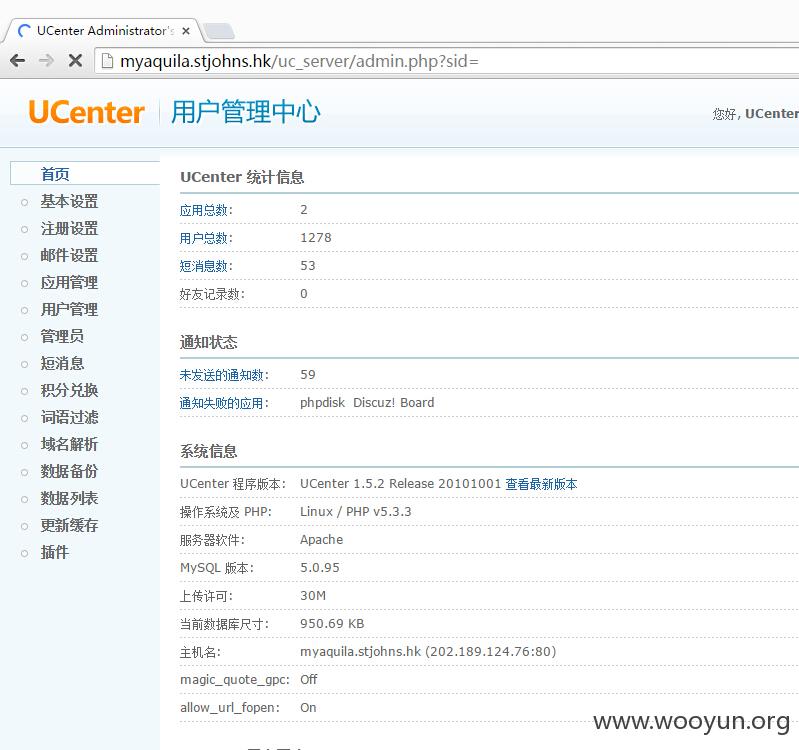 UCenter Administrator's
myaquila.stjohns.hk/uc_server/admin.php?sid=
UCenter 用户管理中心
您好, UCenter
首页
基本设置
注册设置
邮件设置
应用管理
用户管理
管理员
短消息
积分兑换
词语过滤
域名解析
数据备份
数据列表
更新缓存
插件
UCenter 统计信息
应用总数: 2
用户总数: 1278
短消息数: 53
好友记录数: 0
通知状态
未发送的通知数: 59
通知失败的应用: phpdisk Discuz! Board
系统信息
UCenter 程序版本: UCenter 1.5.2 Release 20101001 查看最新版本
操作系统及 PHP: Linux / PHP v5.3.3
服务器软件: Apache
MySQL 版本: 5.0.95
上传许可: 30M
当前数据库尺寸: 950.69 KB
主机名: myaquila.stjohns.hk (202.189.124.76:80)
magic_quote_gpc: Off
allow_url_fopen: On
www.wooyun.org